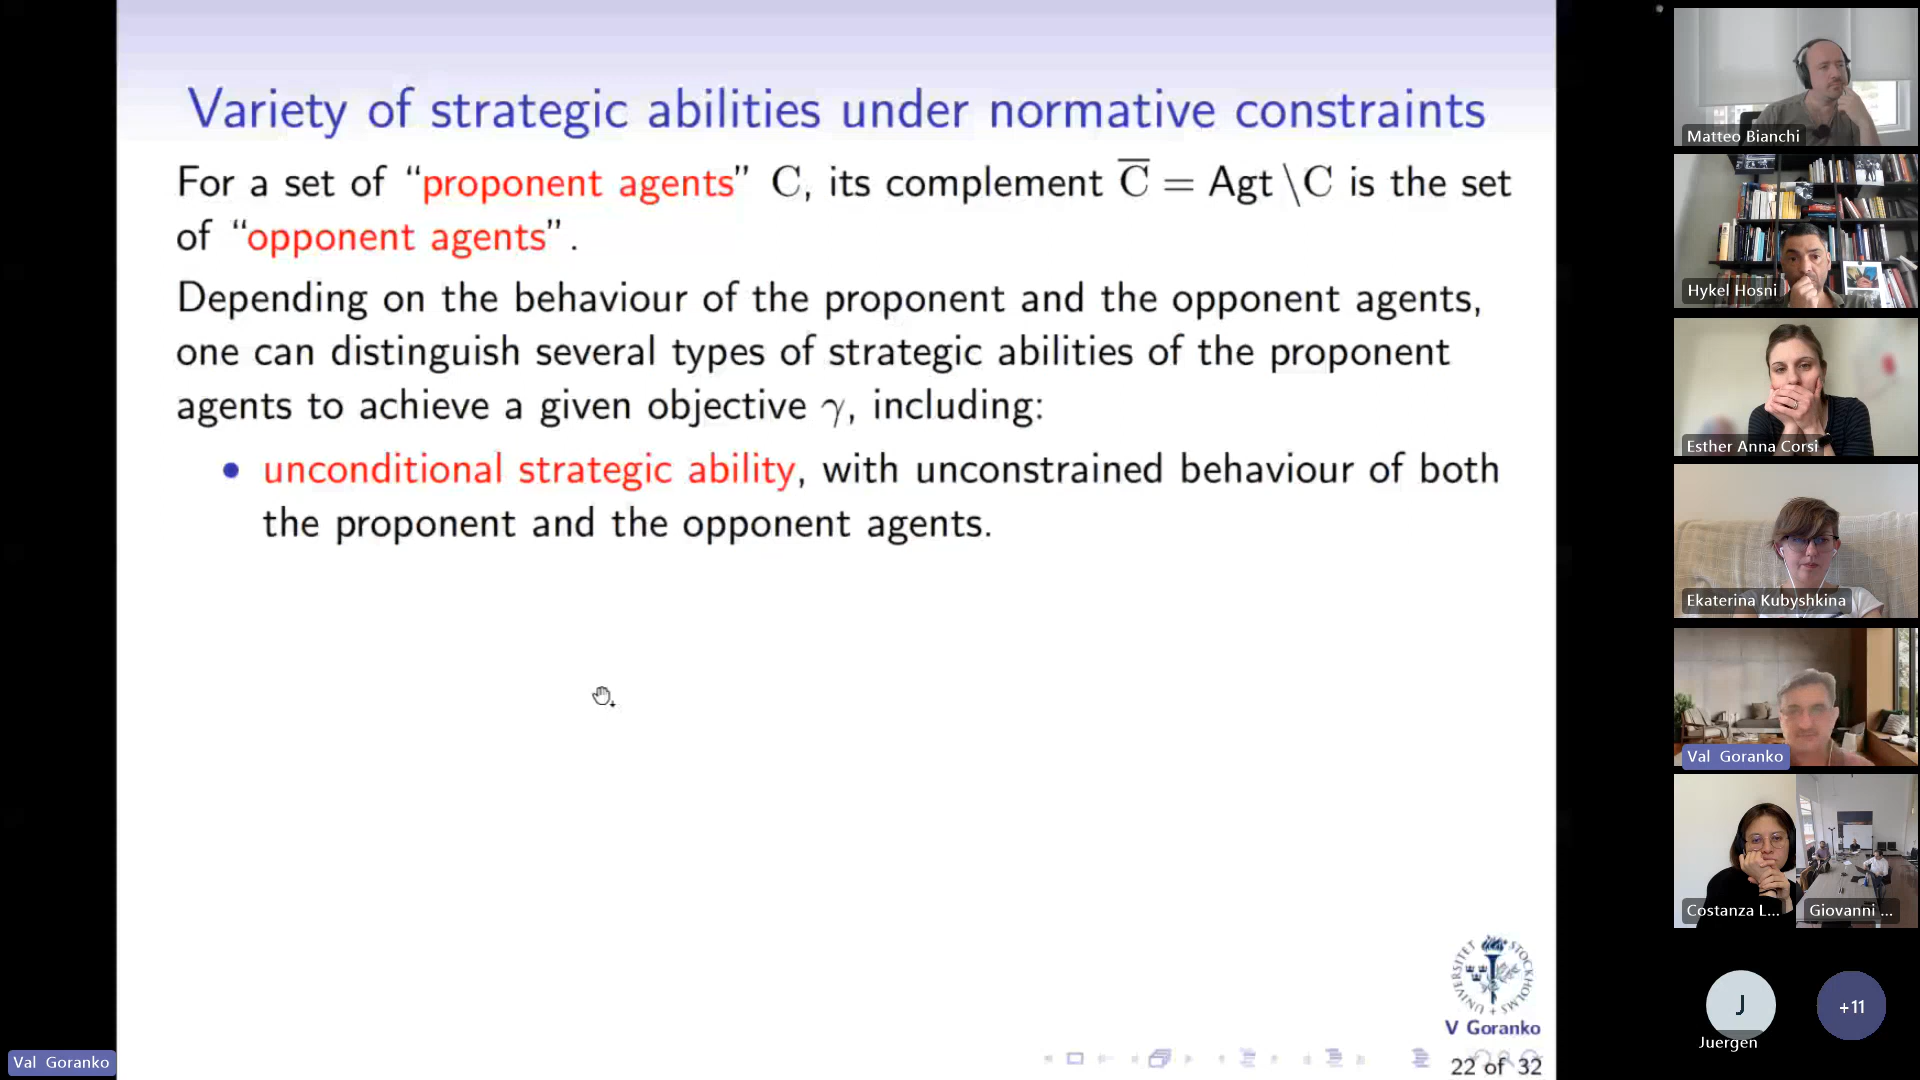 Variety of strategic abilities under normative constraints
For a set of “proponent agents” C, its complement C̅ = Agt \C is the set
of “opponent agents”.
Depending on the behaviour of the proponent and the opponent agents,
one can distinguish several types of strategic abilities of the proponent
agents to achieve a given objective γ, including:
• unconditional strategic ability, with unconstrained behaviour of both
the proponent and the opponent agents.
STOCKHOLMS UNIVERSITET
V Goranko
22 of 32
Val Goranko
Matteo Bianchi
Hykel Hosni
Esther Anna Corsi
Ekaterina Kubyshkina
Val Goranko
Costanza L...
Giovanni ...
J
Juergen
+11